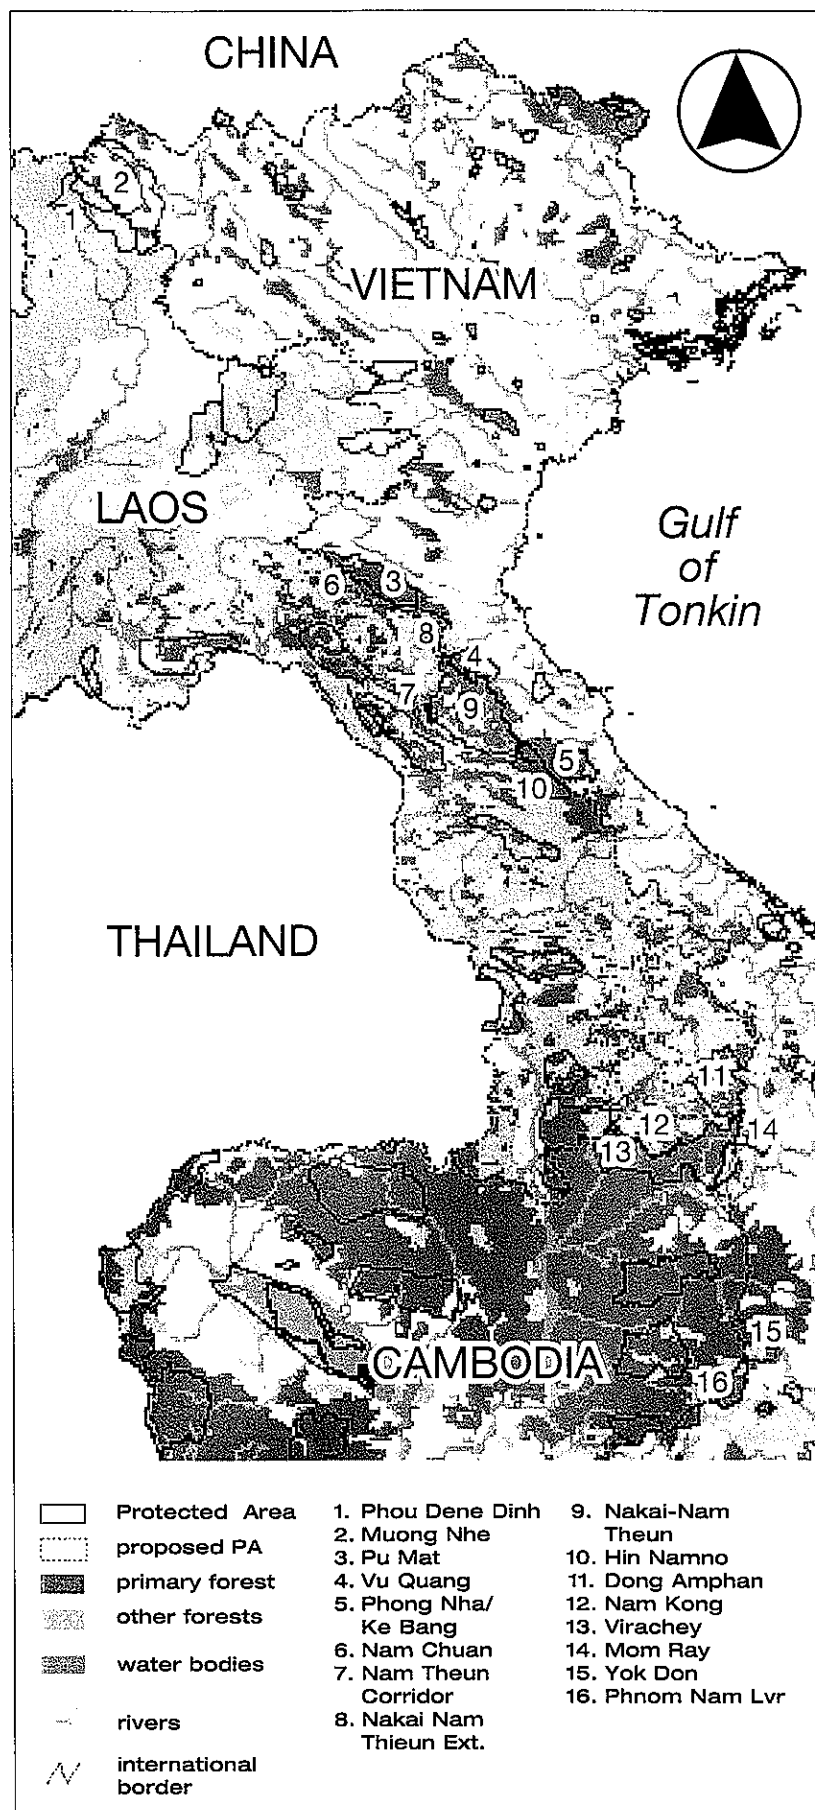 CHINA
2
1
VIETNAM
LAOS
Gulf
of
Tonkin
3
6
8
4
7
9
5
10
THAILAND
11
12
14
13
15
CAMBODIA
16
Protected Area
proposed PA
primary forest
other forests
water bodies
rivers
international
border
1. Phou Dene Dinh
2. Muong Nhe
3. Pu Mat
4. Vu Quang
5. Phong Nha/
Ke Bang
6. Nam Chuan
7. Nam Theun
Corridor
8. Nakai Nam
Thieun Ext.
9. Nakai-Nam
Theun
10. Hin Namno
11. Dong Amphan
12. Nam Kong
13. Virachey
14. Mom Ray
15. Yok Don
16. Phnom Nam Lvr